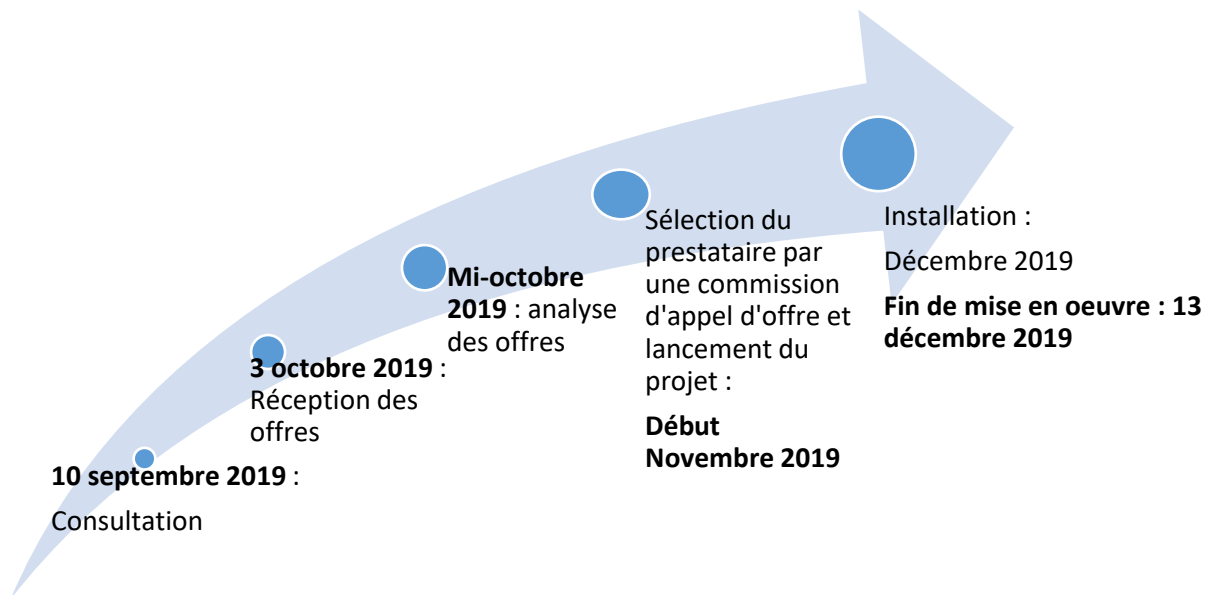 10 septembre 2019 :
Consultation
3 octobre 2019 :
Réception des
offres
Mi-octobre
2019 : analyse
des offres
Sélection du
prestataire par
une commission
d'appel d'offre et
lancement du
projet :
Début
Novembre 2019
Installation :
Décembre 2019
Fin de mise en oeuvre : 13
décembre 2019